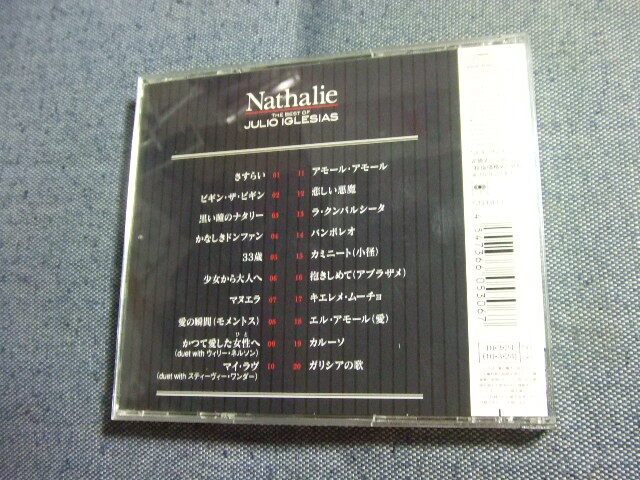 Nathalie
THE BEST OF
JULIO IGLESIAS
さすらい 01
ビギン・ザ・ビギン 02
黒い瞳のナタリー 03
かなしきドンファン 04
33歳 05
少女から大人へ 06
マヌエラ 07
愛の瞬間(モメントス) 08
かつて愛した女性へ 09
ひと
(duet with ウィリー・ネルソン)
マイ・ラヴ 10
(duet with スティーヴィー・ワンダー)
11 アモール・アモール
12 悲しい悪魔
13 ラ・クンパルシータ
14 バンボレオ
15 カミニート(小径)
16 抱きしめて(アブラザメ)
17 キエレメ・ムーチョ
18 エル・アモール(愛)
19 カルーソ
20 ガリシアの歌
4 547366 053067